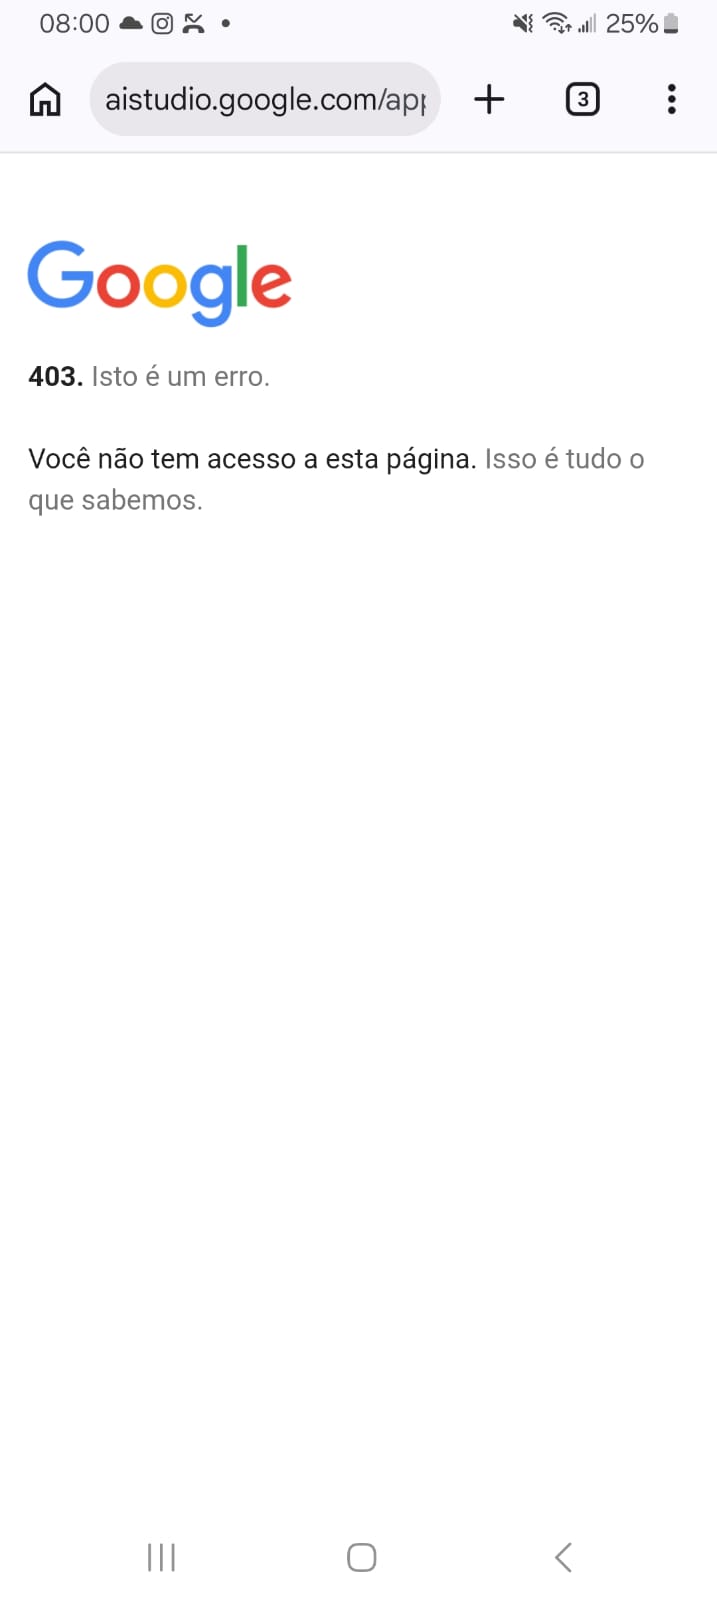 08:00
25%
aistudio.google.com/app
3
Google
403. Isto é um erro.
Você não tem acesso a esta página. Isso é tudo o
que sabemos.